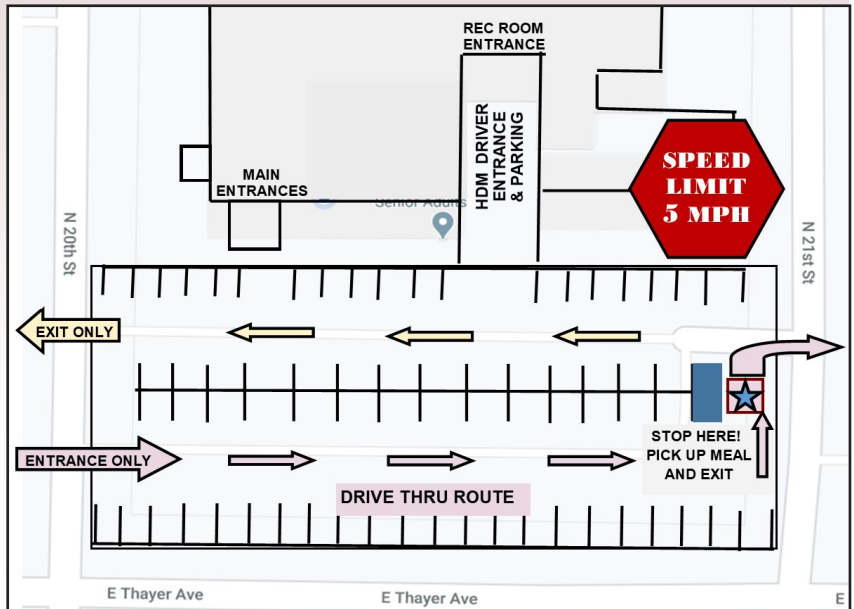 REC ROOM
ENTRANCE
HDM DRIVER
ENTRANCE
& PARKING
MAIN
ENTRANCES
SPEED
LIMIT
5 MPH
Senior Adults
N 20th St
N 21st St
EXIT ONLY
ENTRANCE ONLY
STOP HERE!
PICK UP MEAL
AND EXIT
DRIVE THRU ROUTE
E Thayer Ave
E Thayer Ave
E